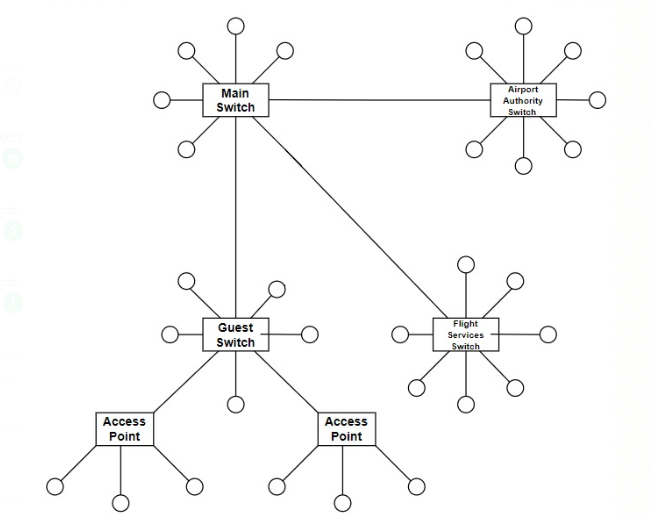 Main
Switch
Airport
Authority
Switch
Guest
Switch
Flight
Services
Switch
Access
Point
Access
Point